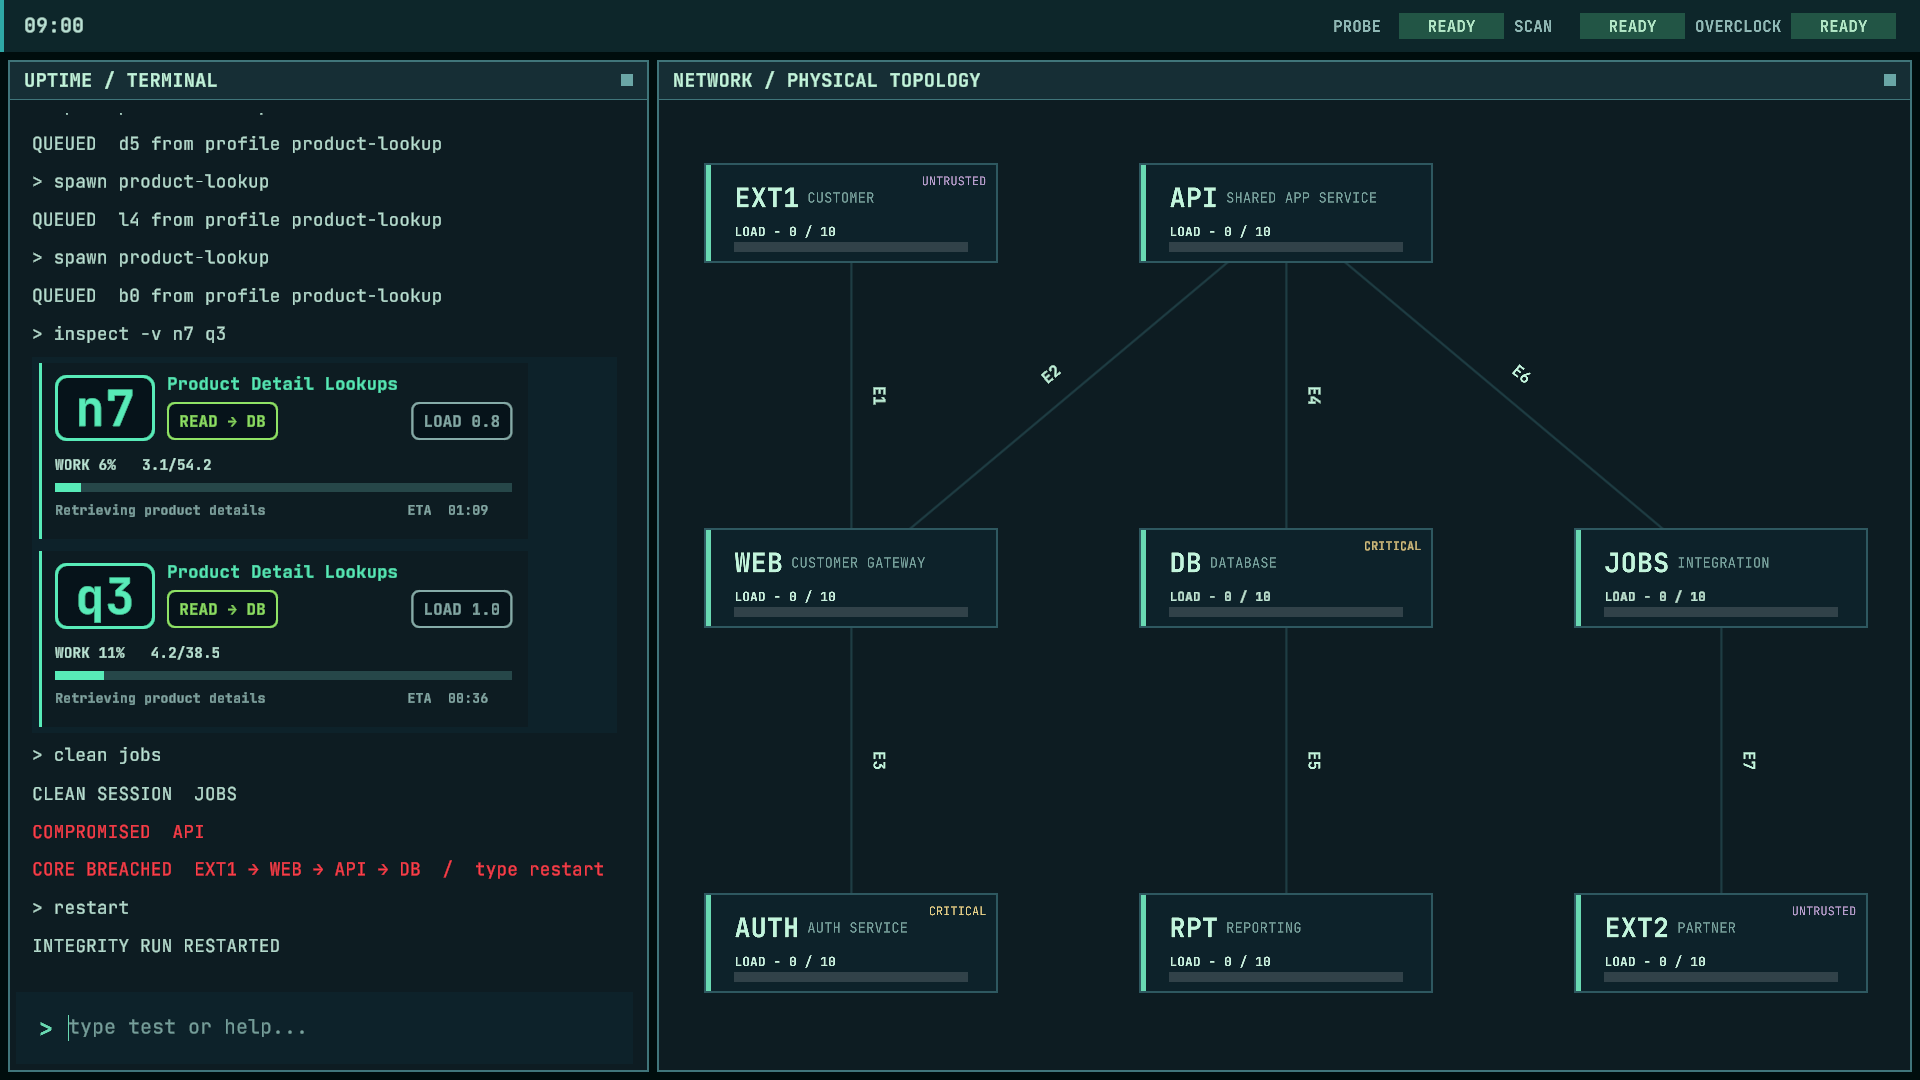 09:00
PROBE READY SCAN READY OVERCLOCK READY
UPTIME / TERMINAL
QUEUED d5 from profile product-lookup
> spawn product-lookup
QUEUED l4 from profile product-lookup
> spawn product-lookup
QUEUED b0 from profile product-lookup
> inspect -v n7 q3
n7 Product Detail Lookups
READ → DB LOAD 0.8
WORK 6% 3.1/54.2
Retrieving product details ETA 01:09
q3 Product Detail Lookups
READ → DB LOAD 1.0
WORK 11% 4.2/38.5
Retrieving product details ETA 00:36
> clean jobs
CLEAN SESSION JOBS
COMPROMISED API
CORE BREACHED EXT1 → WEB → API → DB / type restart
> restart
INTEGRITY RUN RESTARTED
> type test or help...
NETWORK / PHYSICAL TOPOLOGY
UNTRUSTED
EXT1 CUSTOMER
LOAD - 0 / 10
API SHARED APP SERVICE
LOAD - 0 / 10
E1
E2
E4
E6
WEB CUSTOMER GATEWAY
LOAD - 0 / 10
CRITICAL
DB DATABASE
LOAD - 0 / 10
JOBS INTEGRATION
LOAD - 0 / 10
E3
E5
E7
CRITICAL
AUTH AUTH SERVICE
LOAD - 0 / 10
RPT REPORTING
LOAD - 0 / 10
UNTRUSTED
EXT2 PARTNER
LOAD - 0 / 10